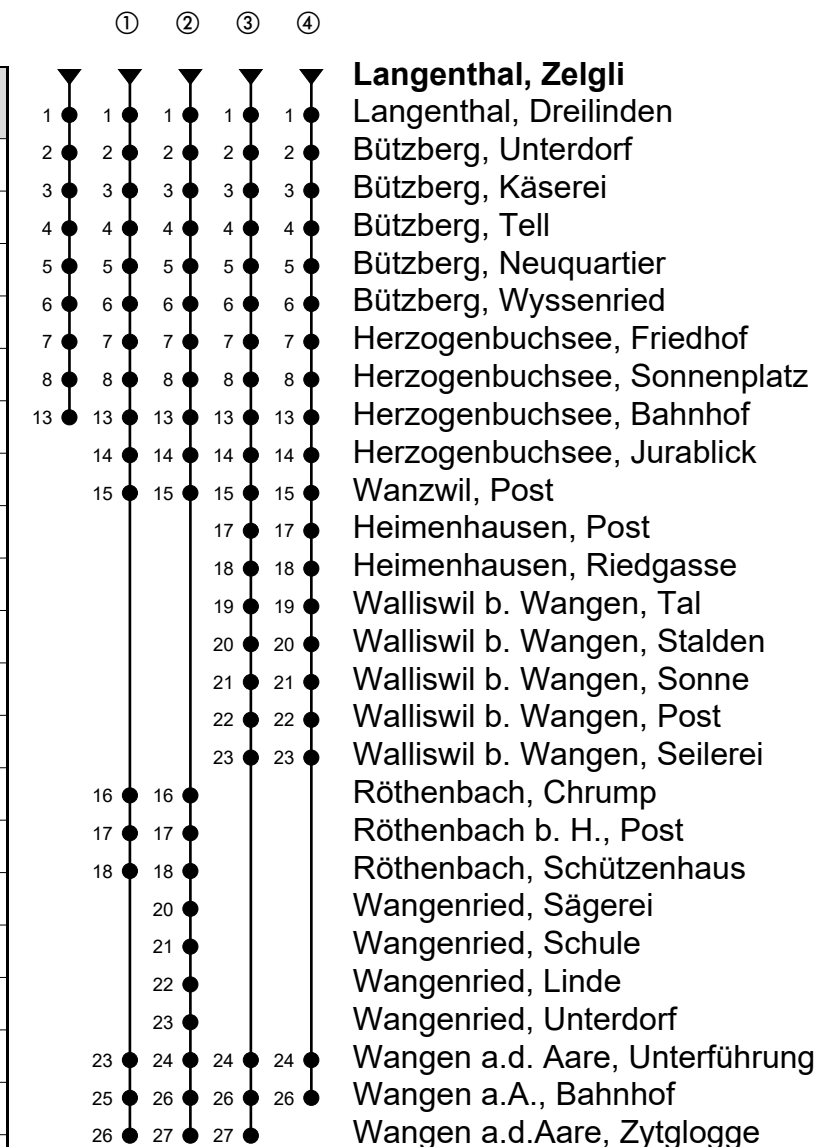 ① ② ③ ④
Langenthal, Zelgli
1 1 1 1 1 Langenthal, Dreilinden
2 2 2 2 2 Bützberg, Unterdorf
3 3 3 3 3 Bützberg, Käserei
4 4 4 4 4 Bützberg, Tell
5 5 5 5 5 Bützberg, Neuquartier
6 6 6 6 6 Bützberg, Wyssenried
7 7 7 7 7 Herzogenbuchsee, Friedhof
8 8 8 8 8 Herzogenbuchsee, Sonnenplatz
13 13 13 13 13 Herzogenbuchsee, Bahnhof
14 14 14 14 Herzogenbuchsee, Jurablick
15 15 15 15 Wanzwil, Post
17 17 Heimenhausen, Post
18 18 Heimenhausen, Riedgasse
19 19 Walliswil b. Wangen, Tal
20 20 Walliswil b. Wangen, Stalden
21 21 Walliswil b. Wangen, Sonne
22 22 Walliswil b. Wangen, Post
23 23 Walliswil b. Wangen, Seilerei
16 16 Röthenbach, Chrump
17 17 Röthenbach b. H., Post
18 18 Röthenbach, Schützenhaus
20 Wangenried, Sägerei
21 Wangenried, Schule
22 Wangenried, Linde
23 Wangenried, Unterdorf
23 24 24 24 Wangen a.d. Aare, Unterführung
25 26 26 26 Wangen a.A., Bahnhof
26 27 27 Wangen a.d.Aare, Zytglogge